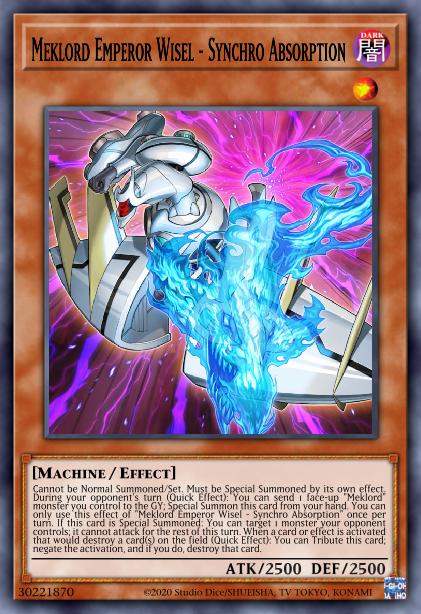 Meklord Emperor Wisel - Synchro Absorption
DARK
闇
[Machine / Effect]
Cannot be Normal Summoned/Set. Must be Special Summoned by its own effect.
During your opponent's turn (Quick Effect): You can send 1 face-up "Meklord"
monster you control to the GY; Special Summon this card from your hand. You can
only use this effect of "Meklord Emperor Wisel - Synchro Absorption" once per
turn. If this card is Special Summoned: You can target 1 monster your opponent
controls; it cannot attack for the rest of this turn. When a card or effect is activated
that would destroy a card(s) on the field (Quick Effect): You can Tribute this card;
negate the activation, and if you do, destroy that card.
ATK/2500 DEF/2500
30221870 ©2020 Studio Dice/SHUEISHA, TV TOKYO, KONAMI